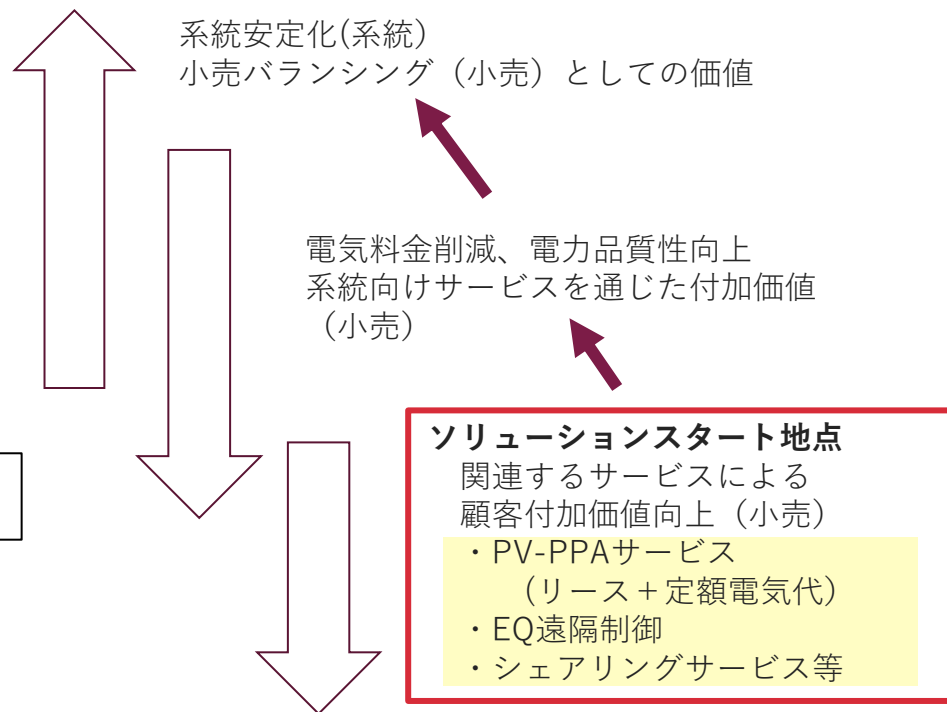 系統安定化(系統)
小売バランシング（小売）としての価値
電気料金削減、電力品質性向上
系統向けサービスを通じた付加価値
（小売）
ソリューションスタート地点
関連するサービスによる
顧客付加価値向上（小売）
・PV-PPAサービス
（リース＋定額電気代）
・EQ遠隔制御
・シェアリングサービス等